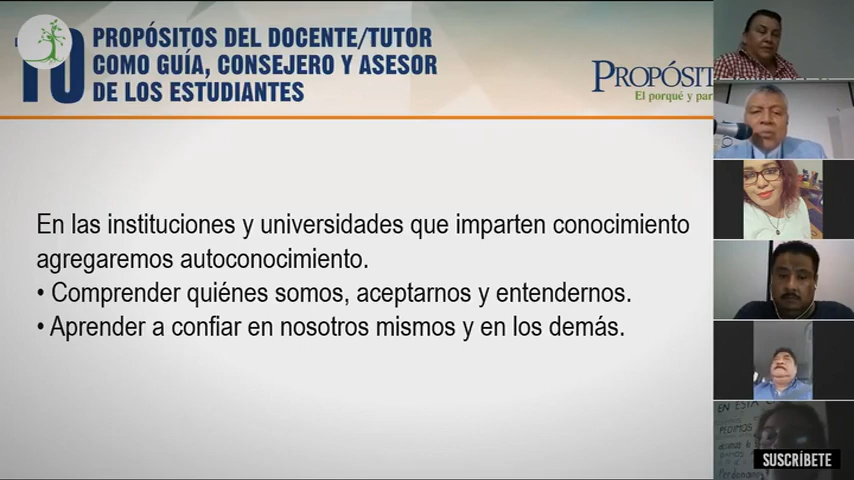 10
PROPÓSITOS DEL DOCENTE/TUTOR
COMO GUÍA, CONSEJERO Y ASESOR
DE LOS ESTUDIANTES
PROPÓSIT
El porqué y par
En las instituciones y universidades que imparten conocimiento
agregaremos autoconocimiento.
• Comprender quiénes somos, aceptarnos y entendernos.
• Aprender a confiar en nosotros mismos y en los demás.
EN ESTA
PEDIMOS
SUSCRÍBETE